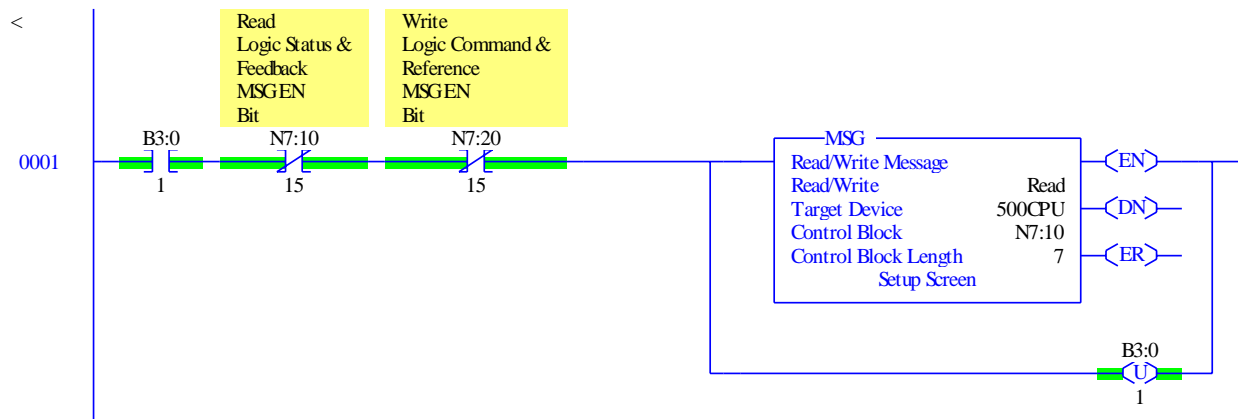 <
Read
Logic Status &
Feedback
MSG EN
Bit
Write
Logic Command &
Reference
MSG EN
Bit
0001
B3:0
1
N7:10
15
N7:20
15
MSG
Read/Write Message
Read/Write Read
Target Device 500CPU
Control Block N7:10
Control Block Length 7
Setup Screen
EN
DN
ER
B3:0
U
1